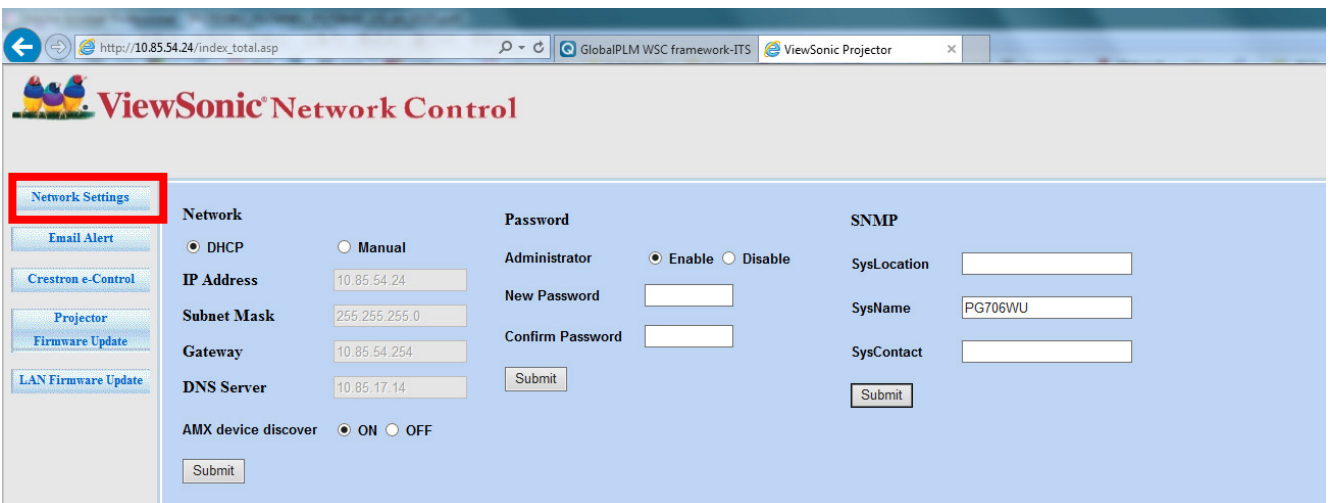 http://10.85.54.24/index_total.asp
GlobalPLM WSC framework-ITS
ViewSonic Projector
ViewSonic® Network Control
Network Settings
Email Alert
Crestron e-Control
Projector
Firmware Update
LAN Firmware Update
Network
DHCP Manual
IP Address 10.85.54.24
Subnet Mask 255.255.255.0
Gateway 10.85.54.254
DNS Server 10.85.17.14
AMX device discover ON OFF
Submit
Password
Administrator Enable Disable
New Password
Confirm Password
Submit
SNMP
SysLocation
SysName PG706WU
SysContact
Submit